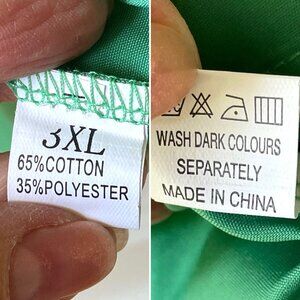 3XL
65%COTTON
35%POLYESTER
WASH DARK COLOURS
SEPARATELY
MADE IN CHINA